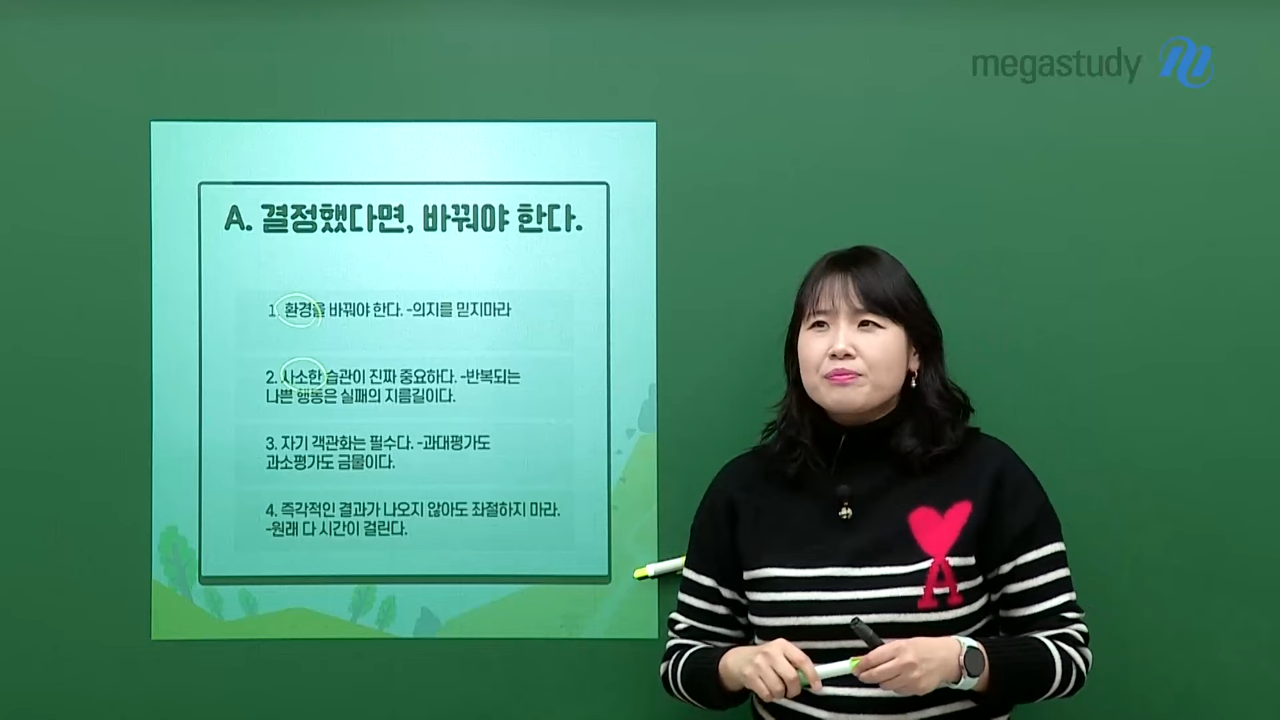 megastudy
A. 결정했다면, 바꿔야 한다.
1. 환경을 바꿔야 한다. -의지를 믿지마라
2. 사소한 습관이 진짜 중요하다. -반복되는
나쁜 행동은 실패의 지름길이다.
3. 자기 객관화는 필수다. -과대평가도
과소평가도 금물이다.
4. 즉각적인 결과가 나오지 않아도 좌절하지 마라.
-원래 다 시간이 걸린다.
A